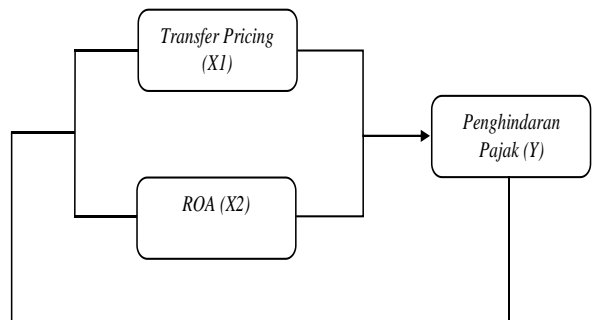 Transfer Pricing
(X1)
Penghindaran
Pajak (Y)
ROA (X2)